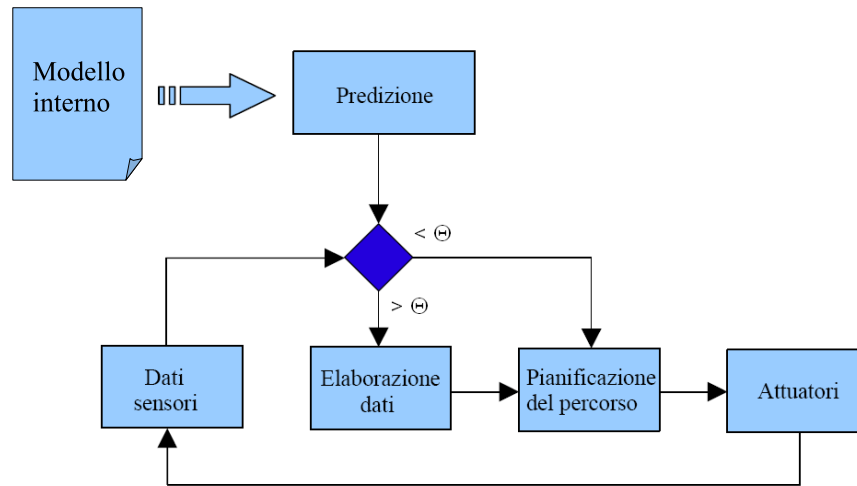 Modello
interno
Predizione
< Θ
> Θ
Dati
sensori
Elaborazione
dati
Pianificazione
del percorso
Attuatori